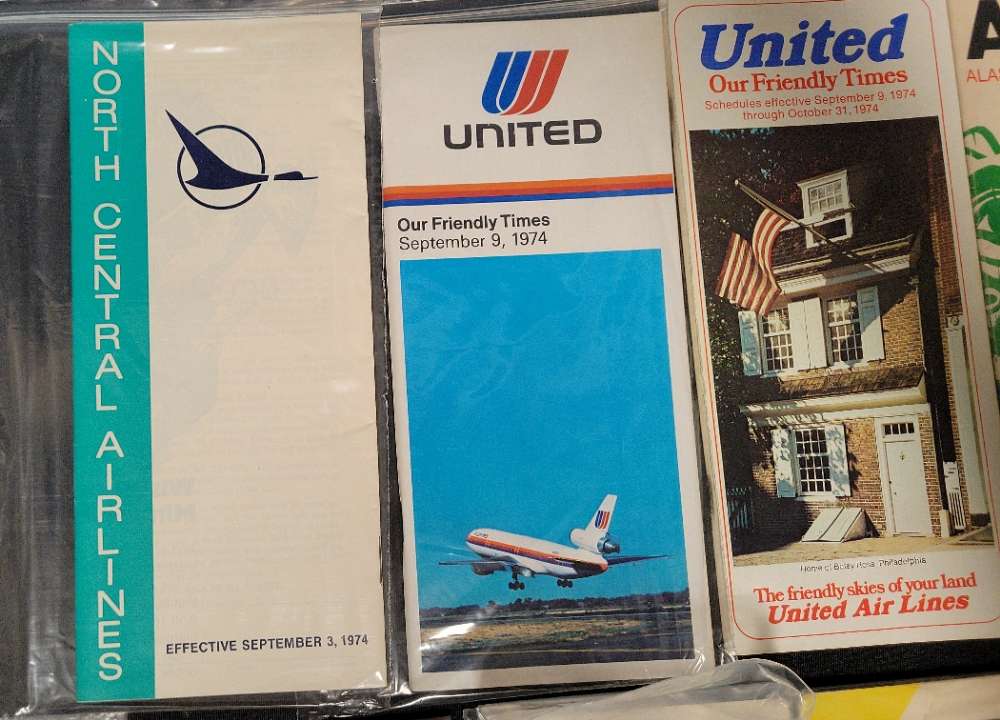 NORTH CENTRAL AIRLINES
EFFECTIVE SEPTEMBER 3, 1974
UNITED
Our Friendly Times
September 9, 1974
United
Our Friendly Times
Schedules effective September 9, 1974
through October 31, 1974
Home of Betsy Ross, Philadelphia
The friendly skies of your land
United Air Lines
A
ALA